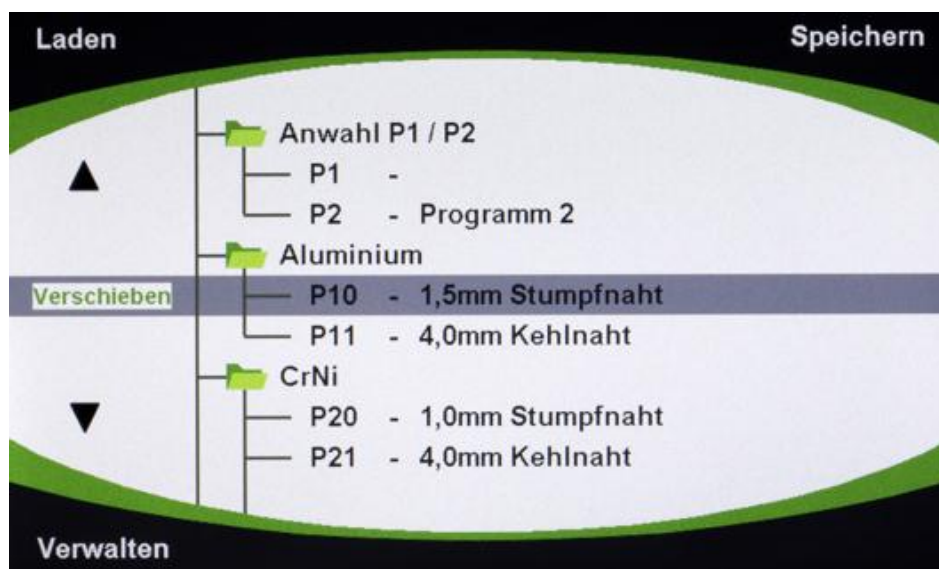 Laden
Speichern
Anwahl P1 / P2
P1 -
P2 - Programm 2
Aluminium
Verschieben
P10 - 1,5mm Stumpfnaht
P11 - 4,0mm Kehlnaht
CrNi
P20 - 1,0mm Stumpfnaht
P21 - 4,0mm Kehlnaht
Verwalten